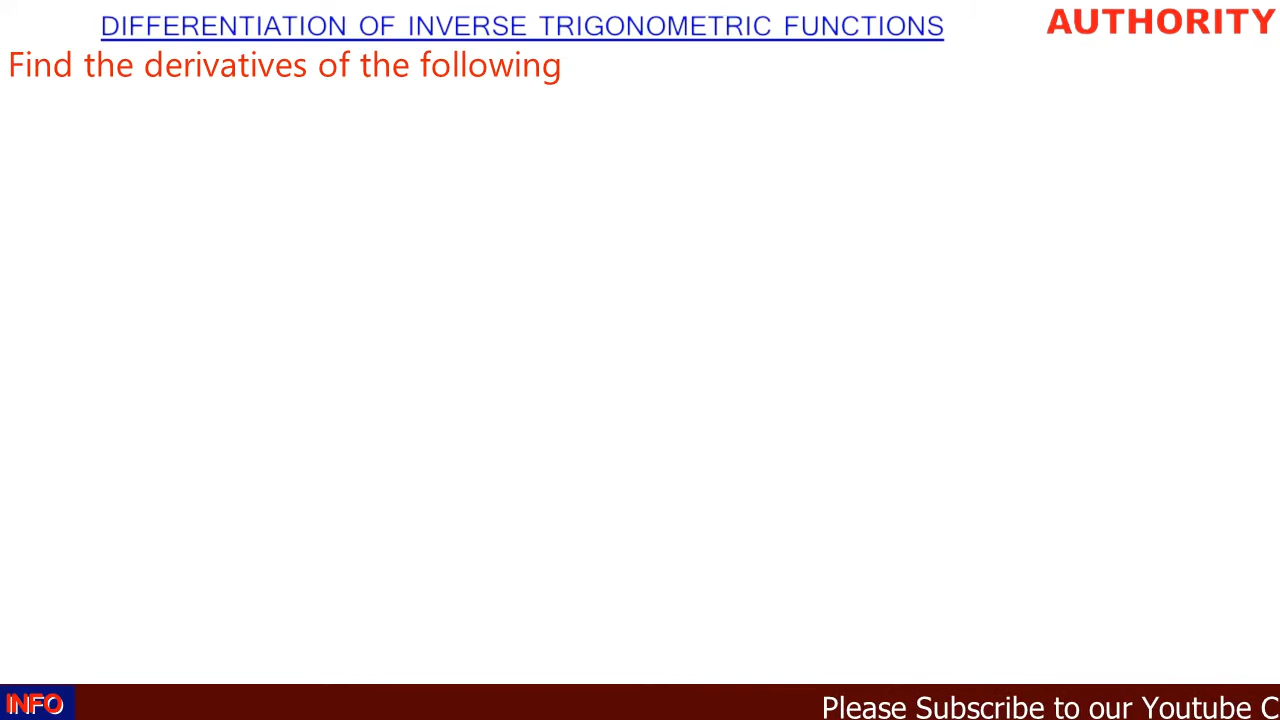 DIFFERENTIATION OF INVERSE TRIGONOMETRIC FUNCTIONS
AUTHORITY
Find the derivatives of the following
INFO
Please Subscribe to our Youtube C